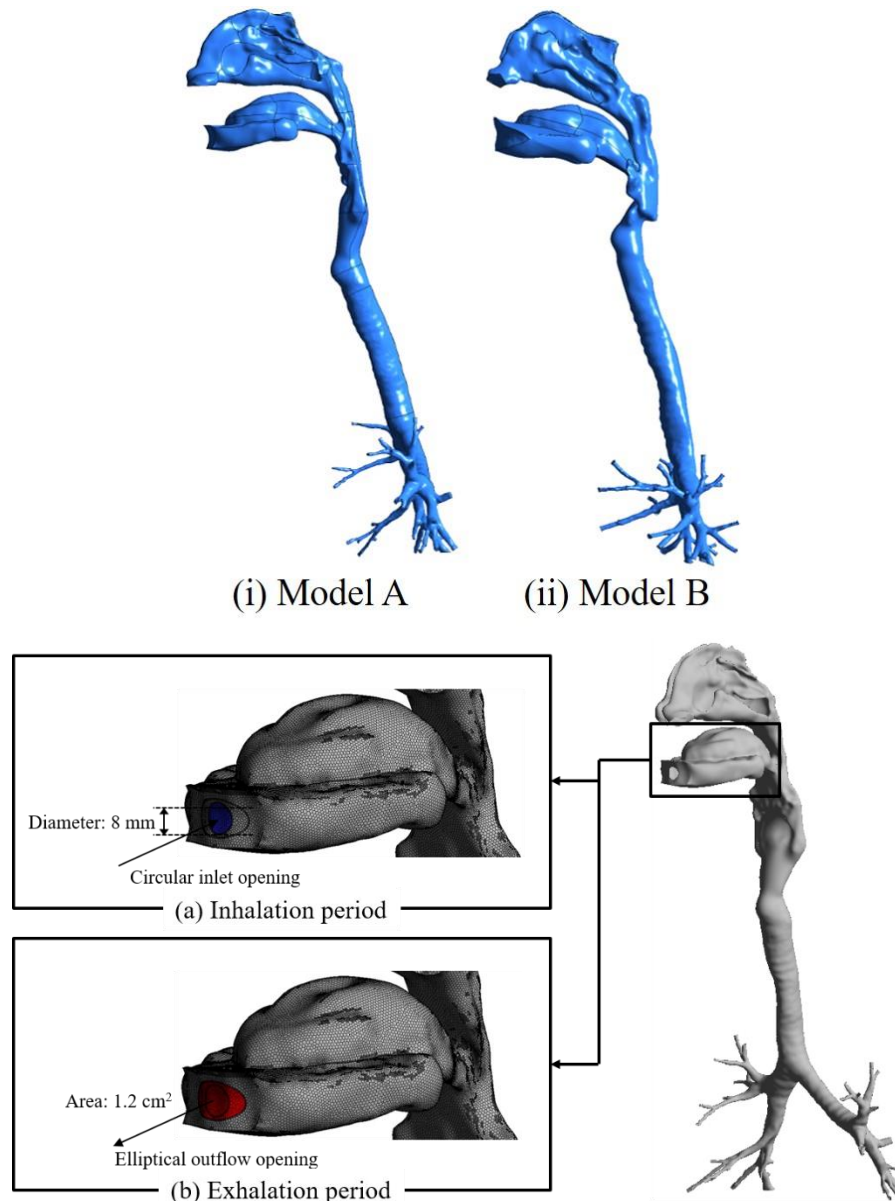 (i) Model A
(ii) Model B
Diameter: 8 mm
Circular inlet opening
(a) Inhalation period
Area: 1.2 cm²
Elliptical outflow opening
(b) Exhalation period